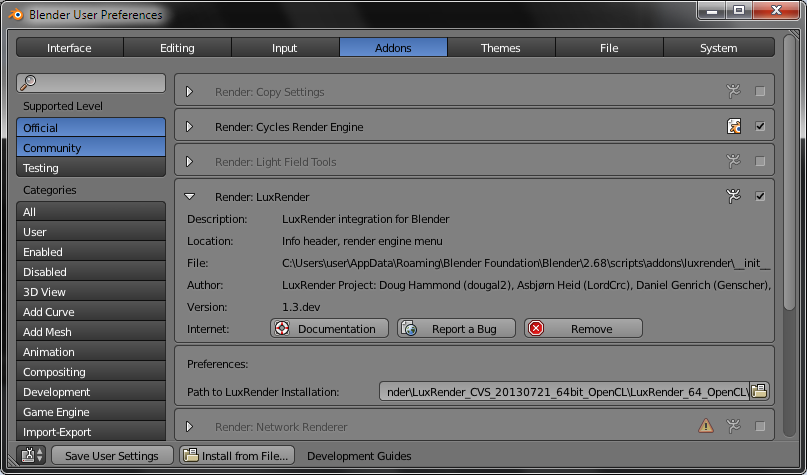 Blender User Preferences
Interface Editing Input Addons Themes File System
Supported Level
Official
Community
Testing
Categories
All
User
Enabled
Disabled
3D View
Add Curve
Add Mesh
Animation
Compositing
Development
Game Engine
Import-Export
Render: Copy Settings
Render: Cycles Render Engine
Render: Light Field Tools
Render: LuxRender
Description: LuxRender integration for Blender
Location: Info header, render engine menu
File: C:\Users\user\AppData\Roaming\Blender Foundation\Blender\2.68\scripts\addons\luxrender\__init__
Author: LuxRender Project: Doug Hammond (dougal2), Asbjørn Heid (LordCrc), Daniel Genrich (Genscher),
Version: 1.3.dev
Internet: Documentation Report a Bug Remove
Preferences:
Path to LuxRender Installation: nder\LuxRender_CVS_20130721_64bit_OpenCL\LuxRender_64_OpenCL\
Render: Network Renderer
Save User Settings Install from File... Development Guides